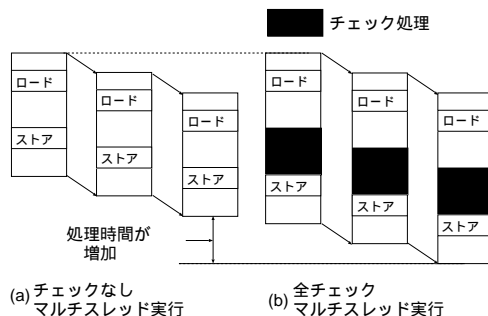 チェック処理
ロード
ロード
ロード
ストア
ストア
ストア
処理時間が
増加
(a) チェックなし
マルチスレッド実行
ロード
ロード
ロード
ストア
ストア
ストア
(b) 全チェック
マルチスレッド実行